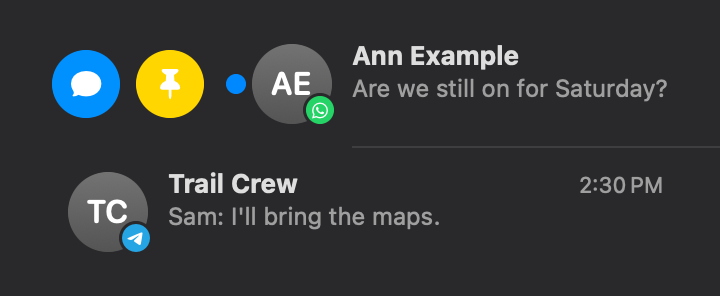 AE
Ann Example
Are we still on for Saturday?
TC
Trail Crew
2:30 PM
Sam: I'll bring the maps.